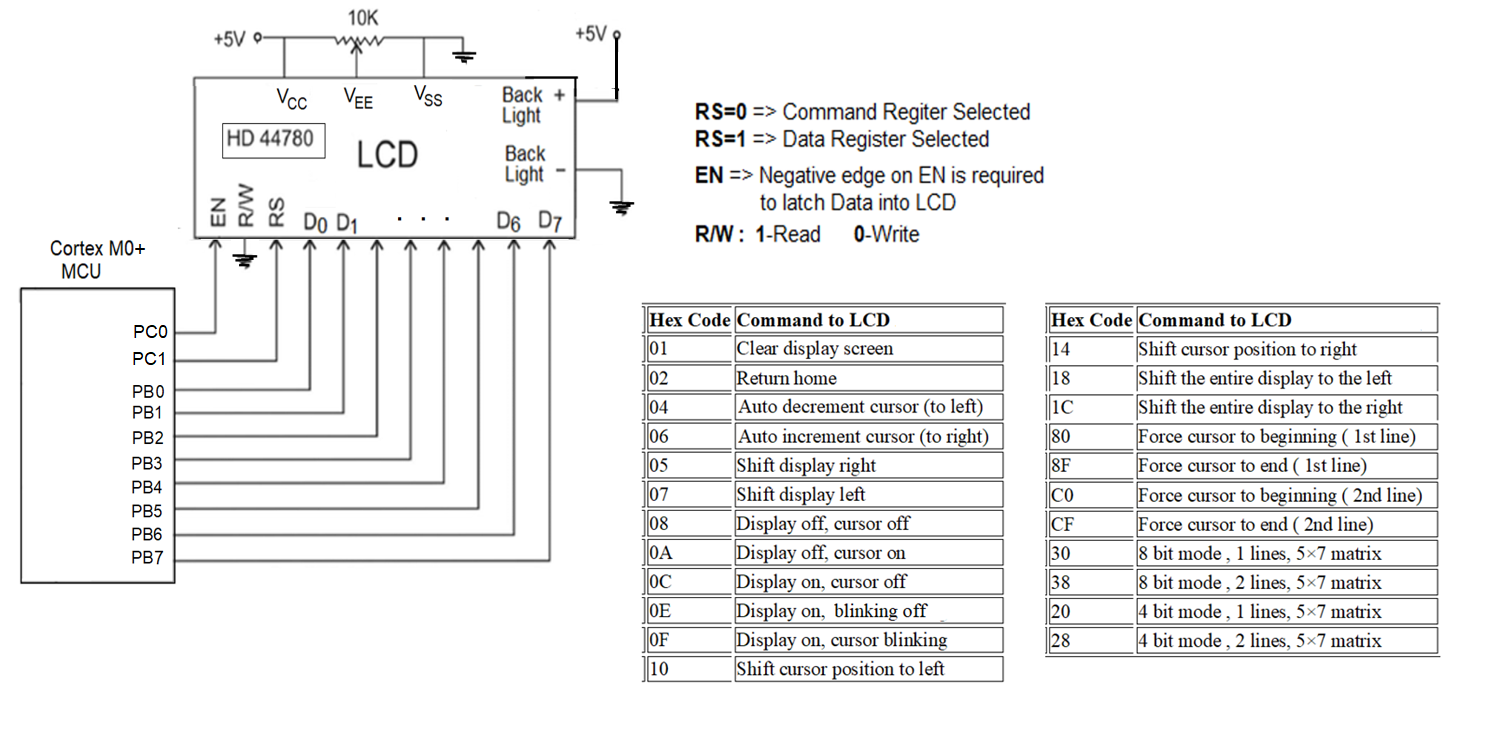 10K
+5V
+5V
VCC VEE VSS
Back +
Light
HD 44780
LCD
Back
Light −
EN R/W RS D0 D1 . . . D6 D7
Cortex M0+
MCU
PC0
PC1
PB0
PB1
PB2
PB3
PB4
PB5
PB6
PB7
RS=0 => Command Regiter Selected
RS=1 => Data Register Selected
EN => Negative edge on EN is required
to latch Data into LCD
R/W : 1-Read 0-Write
Hex Code Command to LCD
01 Clear display screen
02 Return home
04 Auto decrement cursor (to left)
06 Auto increment cursor (to right)
05 Shift display right
07 Shift display left
08 Display off, cursor off
0A Display off, cursor on
0C Display on, cursor off
0E Display on, blinking off
0F Display on, cursor blinking
10 Shift cursor position to left
Hex Code Command to LCD
14 Shift cursor position to right
18 Shift the entire display to the left
1C Shift the entire display to the right
80 Force cursor to beginning ( 1st line)
8F Force cursor to end ( 1st line)
C0 Force cursor to beginning ( 2nd line)
CF Force cursor to end ( 2nd line)
30 8 bit mode , 1 lines, 5×7 matrix
38 8 bit mode , 2 lines, 5×7 matrix
20 4 bit mode , 1 lines, 5×7 matrix
28 4 bit mode , 2 lines, 5×7 matrix